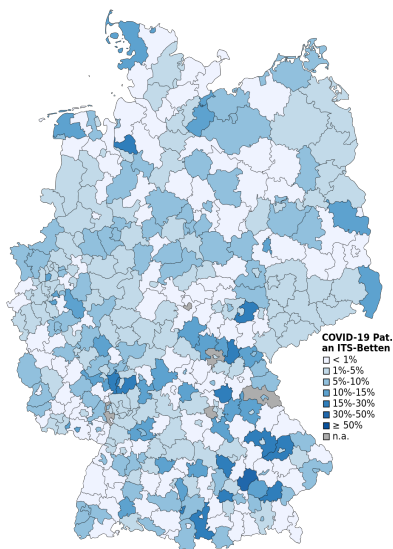 COVID-19 Pat.
an ITS-Betten
< 1%
1%-5%
5%-10%
10%-15%
15%-30%
30%-50%
≥ 50%
n.a.